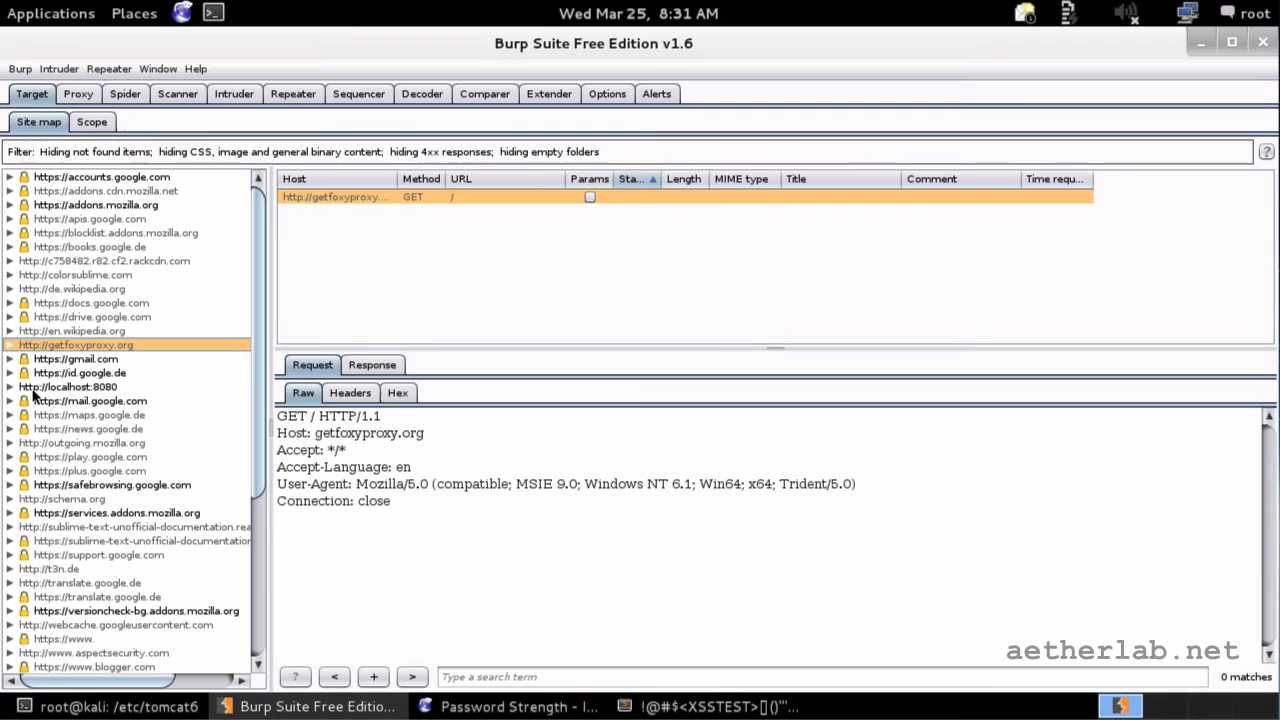 Applications Places Wed Mar 25, 8:31 AM root
Burp Suite Free Edition v1.6
Burp Intruder Repeater Window Help
Target Proxy Spider Scanner Intruder Repeater Sequencer Decoder Comparer Extender Options Alerts
Site map Scope
Filter: Hiding not found items; hiding CSS, image and general binary content; hiding 4xx responses; hiding empty folders ?
https://accounts.google.com
https://addons.cdn.mozilla.net
https://addons.mozilla.org
https://apis.google.com
https://blocklist.addons.mozilla.org
https://books.google.de
http://c758482.r82.cf2.rackcdn.com
http://colorsublime.com
http://de.wikipedia.org
https://docs.google.com
https://drive.google.com
http://en.wikipedia.org
http://getfoxyproxy.org
https://gmail.com
https://id.google.de
http://localhost:8080
https://mail.google.com
https://maps.google.de
https://news.google.de
http://outgoing.mozilla.org
https://play.google.com
https://plus.google.com
https://safebrowsing.google.com
http://schema.org
https://services.addons.mozilla.org
http://sublime-text-unofficial-documentation.rea
https://sublime-text-unofficial-documentation
https://support.google.com
http://t3n.de
http://translate.google.de
https://translate.google.de
https://versioncheck-bg.addons.mozilla.org
http://webcache.googleusercontent.com
https://www.
http://www.aspectsecurity.com
https://www.blogger.com
Host Method URL Params Sta... Length MIME type Title Comment Time requ...
http://getfoxyproxy.... GET /
Request Response
Raw Headers Hex
GET / HTTP/1.1
Host: getfoxyproxy.org
Accept: */*
Accept-Language: en
User-Agent: Mozilla/5.0 (compatible; MSIE 9.0; Windows NT 6.1; Win64; x64; Trident/5.0)
Connection: close
aetherlab.net
? < + > Type a search term 0 matches
root@kali: /etc/tomcat6 Burp Suite Free Editio... Password Strength - I... !@#$<XSSTEST>[]()'"...